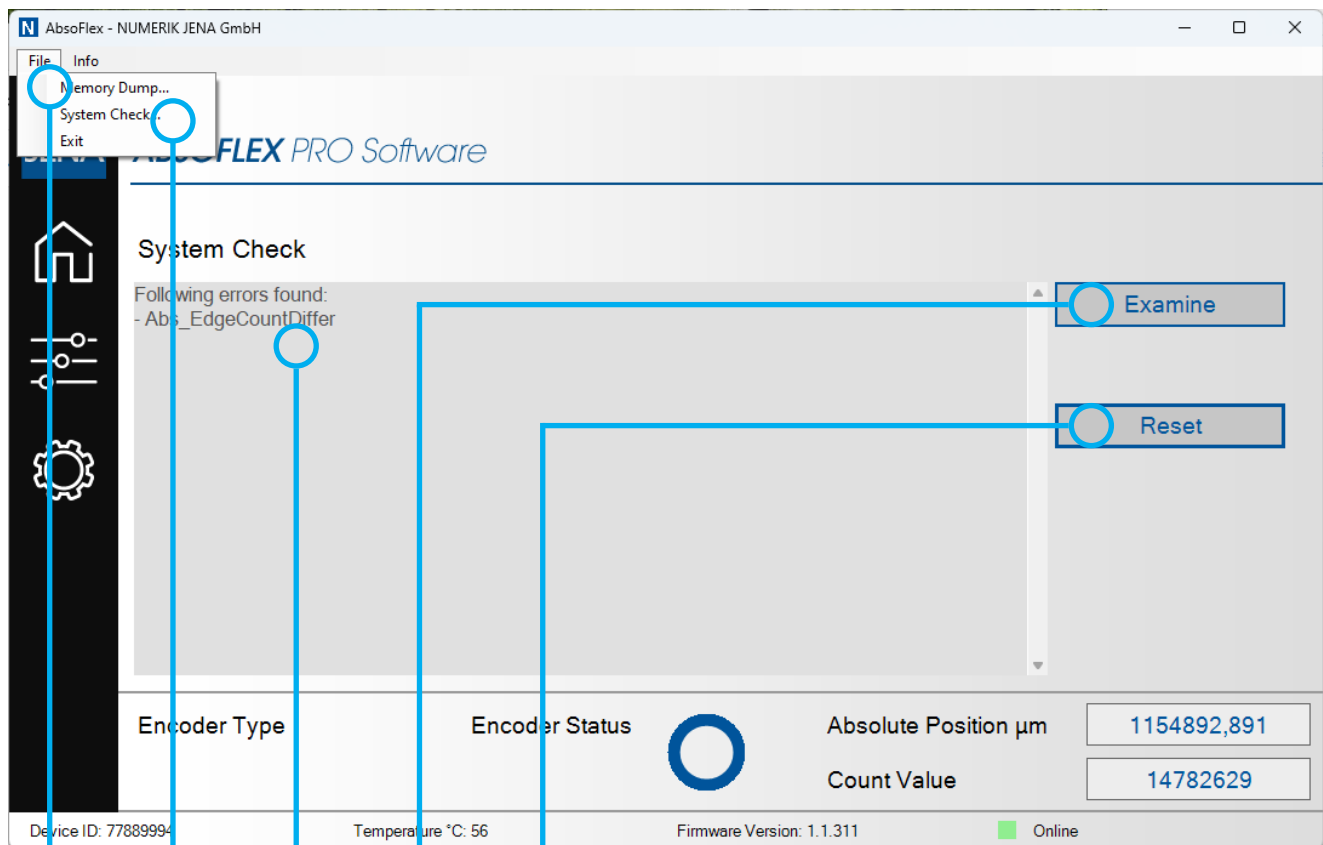 AbsoFlex - NUMERIK JENA GmbH
File Info
Memory Dump...
System Check...
Exit
JENA ABSOFLEX PRO Software
System Check
Following errors found:
- Abs_EdgeCountDiffer
Examine
Reset
Encoder Type Encoder Status Absolute Position µm 1154892,891
Count Value 14782629
Device ID: 77889994 Temperature °C: 56 Firmware Version: 1.1.311 Online